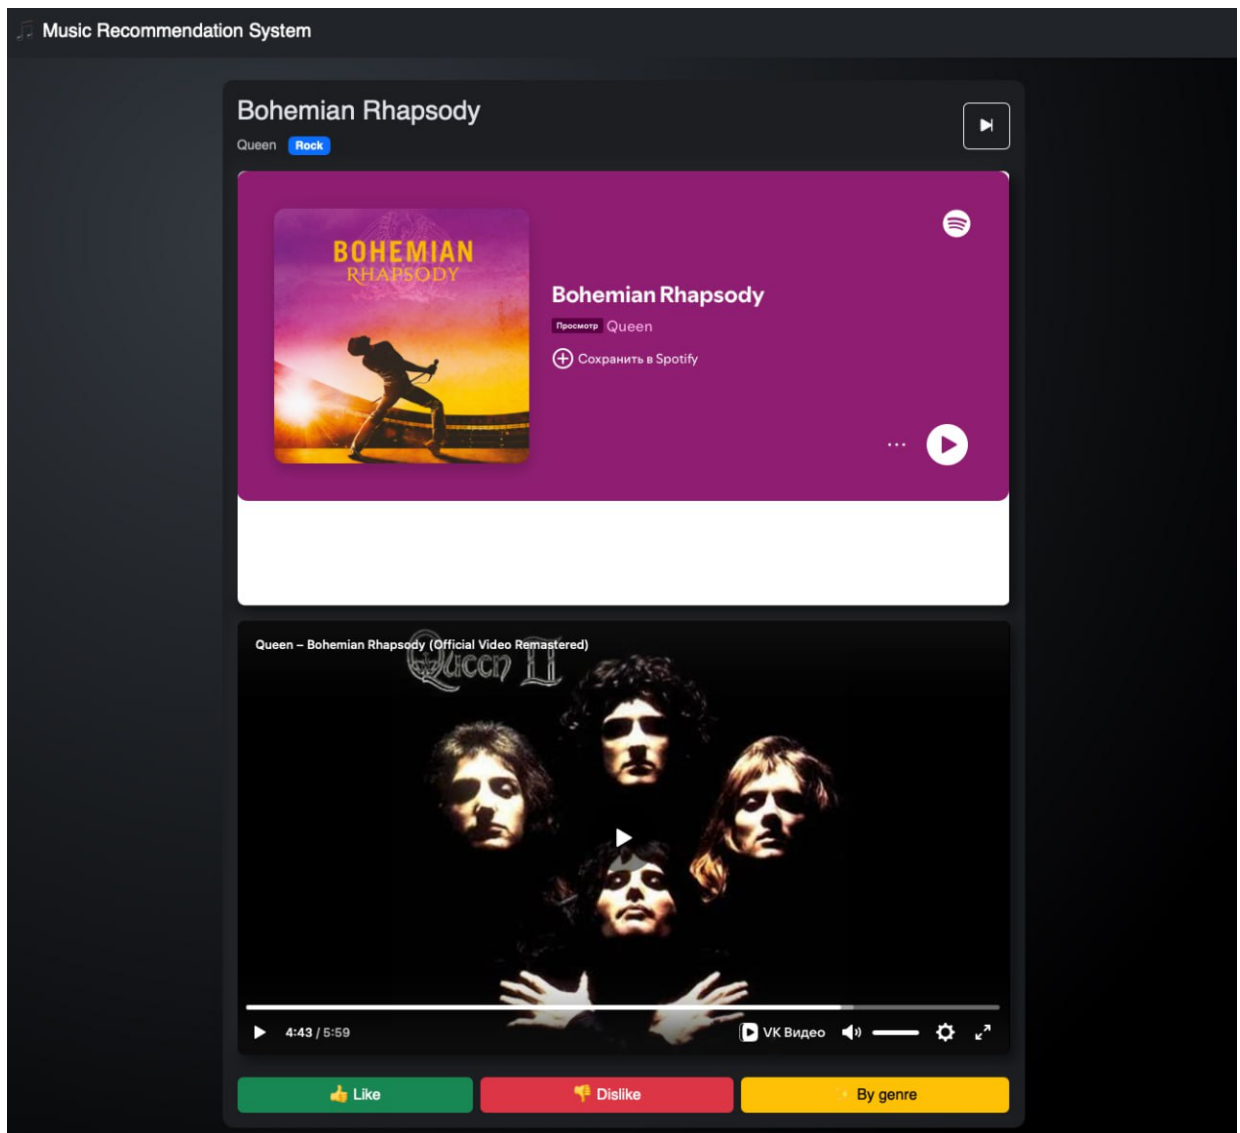 Music Recommendation System
Bohemian Rhapsody
Queen Rock
BOHEMIAN
RHAPSODY
Bohemian Rhapsody
Просмотр Queen
Сохранить в Spotify
Queen – Bohemian Rhapsody (Official Video Remastered)
Queen II
4:43 / 5:59 VK Видео
👍 Like 👎 Dislike ✨ By genre